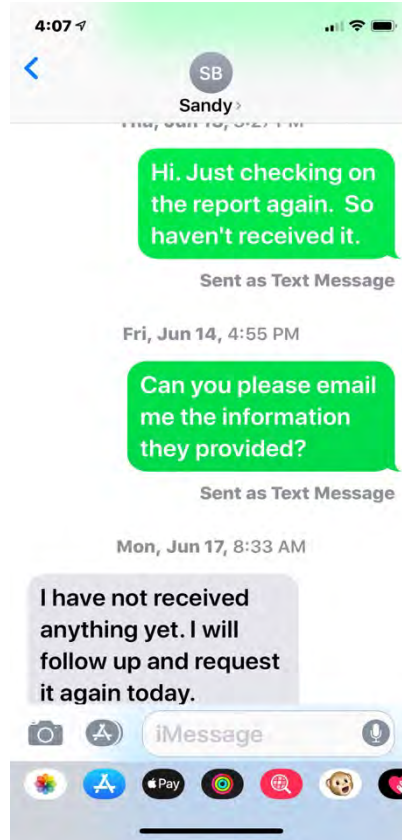 4:07
SB
Sandy
Hi. Just checking on
the report again. So
haven't received it.
Sent as Text Message
Fri, Jun 14, 4:55 PM
Can you please email
me the information
they provided?
Sent as Text Message
Mon, Jun 17, 8:33 AM
I have not received
anything yet. I will
follow up and request
it again today.
iMessage
Pay